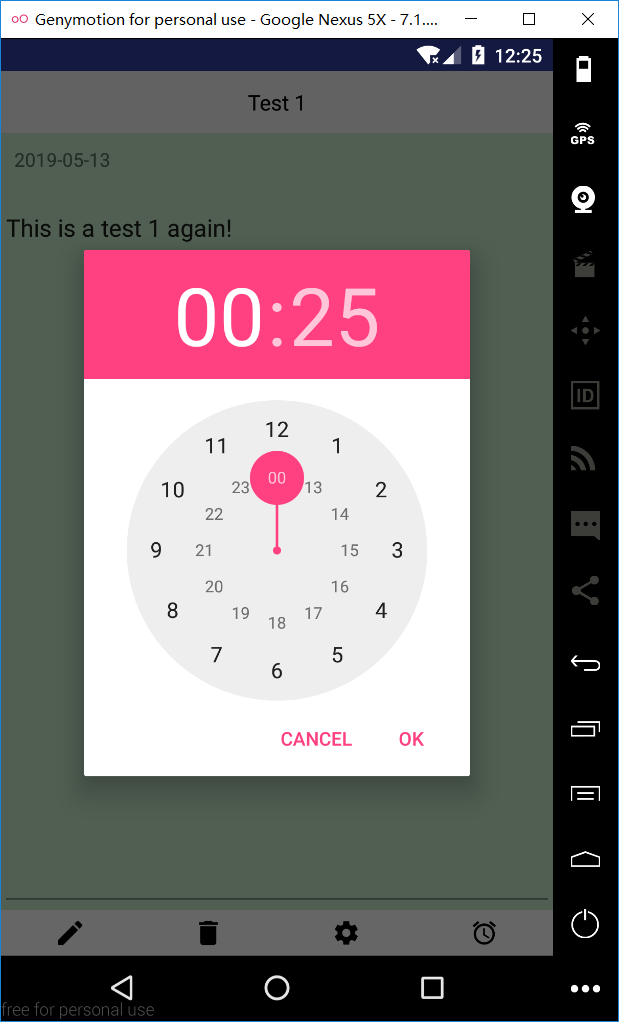 Genymotion for personal use - Google Nexus 5X - 7.1....
12:25
GPS
Test 1
2019-05-13
This is a test 1 again!
00:25
12
11 1
00
23 13
10 2
22 14
9 21 15 3
20 16
8 4
19 17
18
7 5
6
ID
CANCEL OK
free for personal use